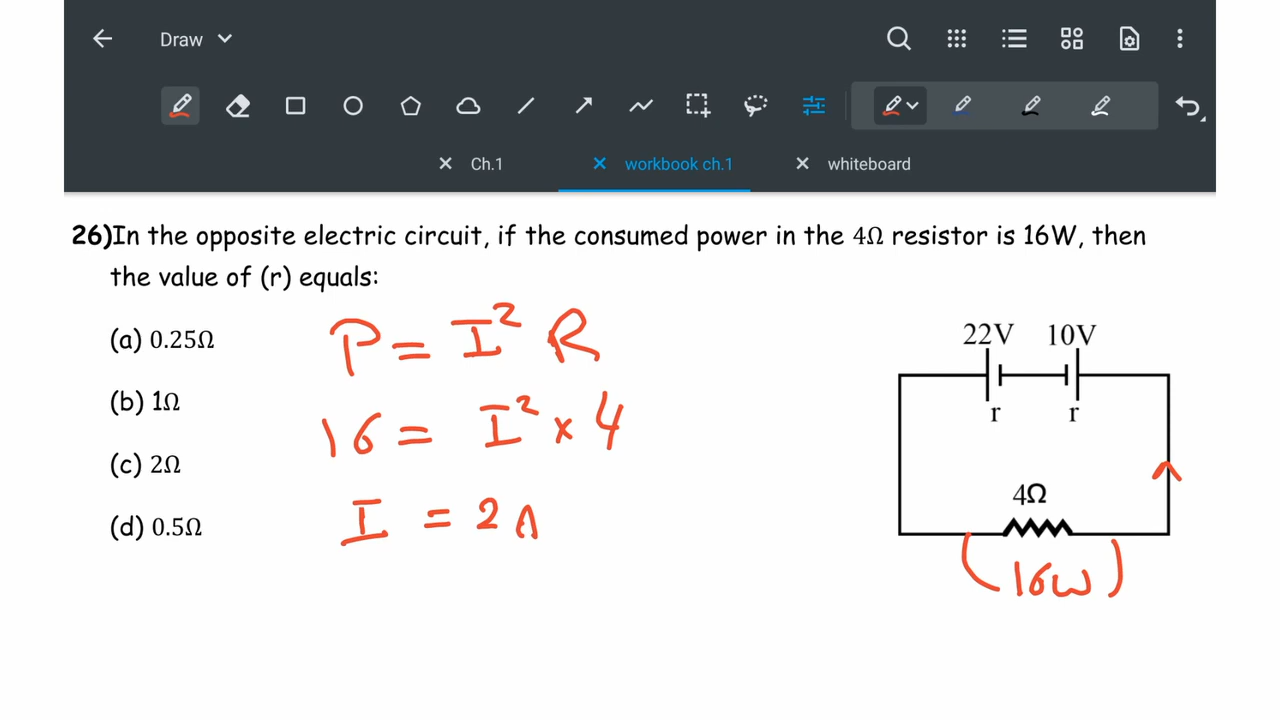 Draw
Ch.1
workbook ch.1
whiteboard
26)In the opposite electric circuit, if the consumed power in the 4Ω resistor is 16W, then
the value of (r) equals:
(a) 0.25Ω
(b) 1Ω
(c) 2Ω
(d) 0.5Ω
P = I² R
16 = I² × 4
I = 2 A
22V 10V
r r
4Ω
(16W)